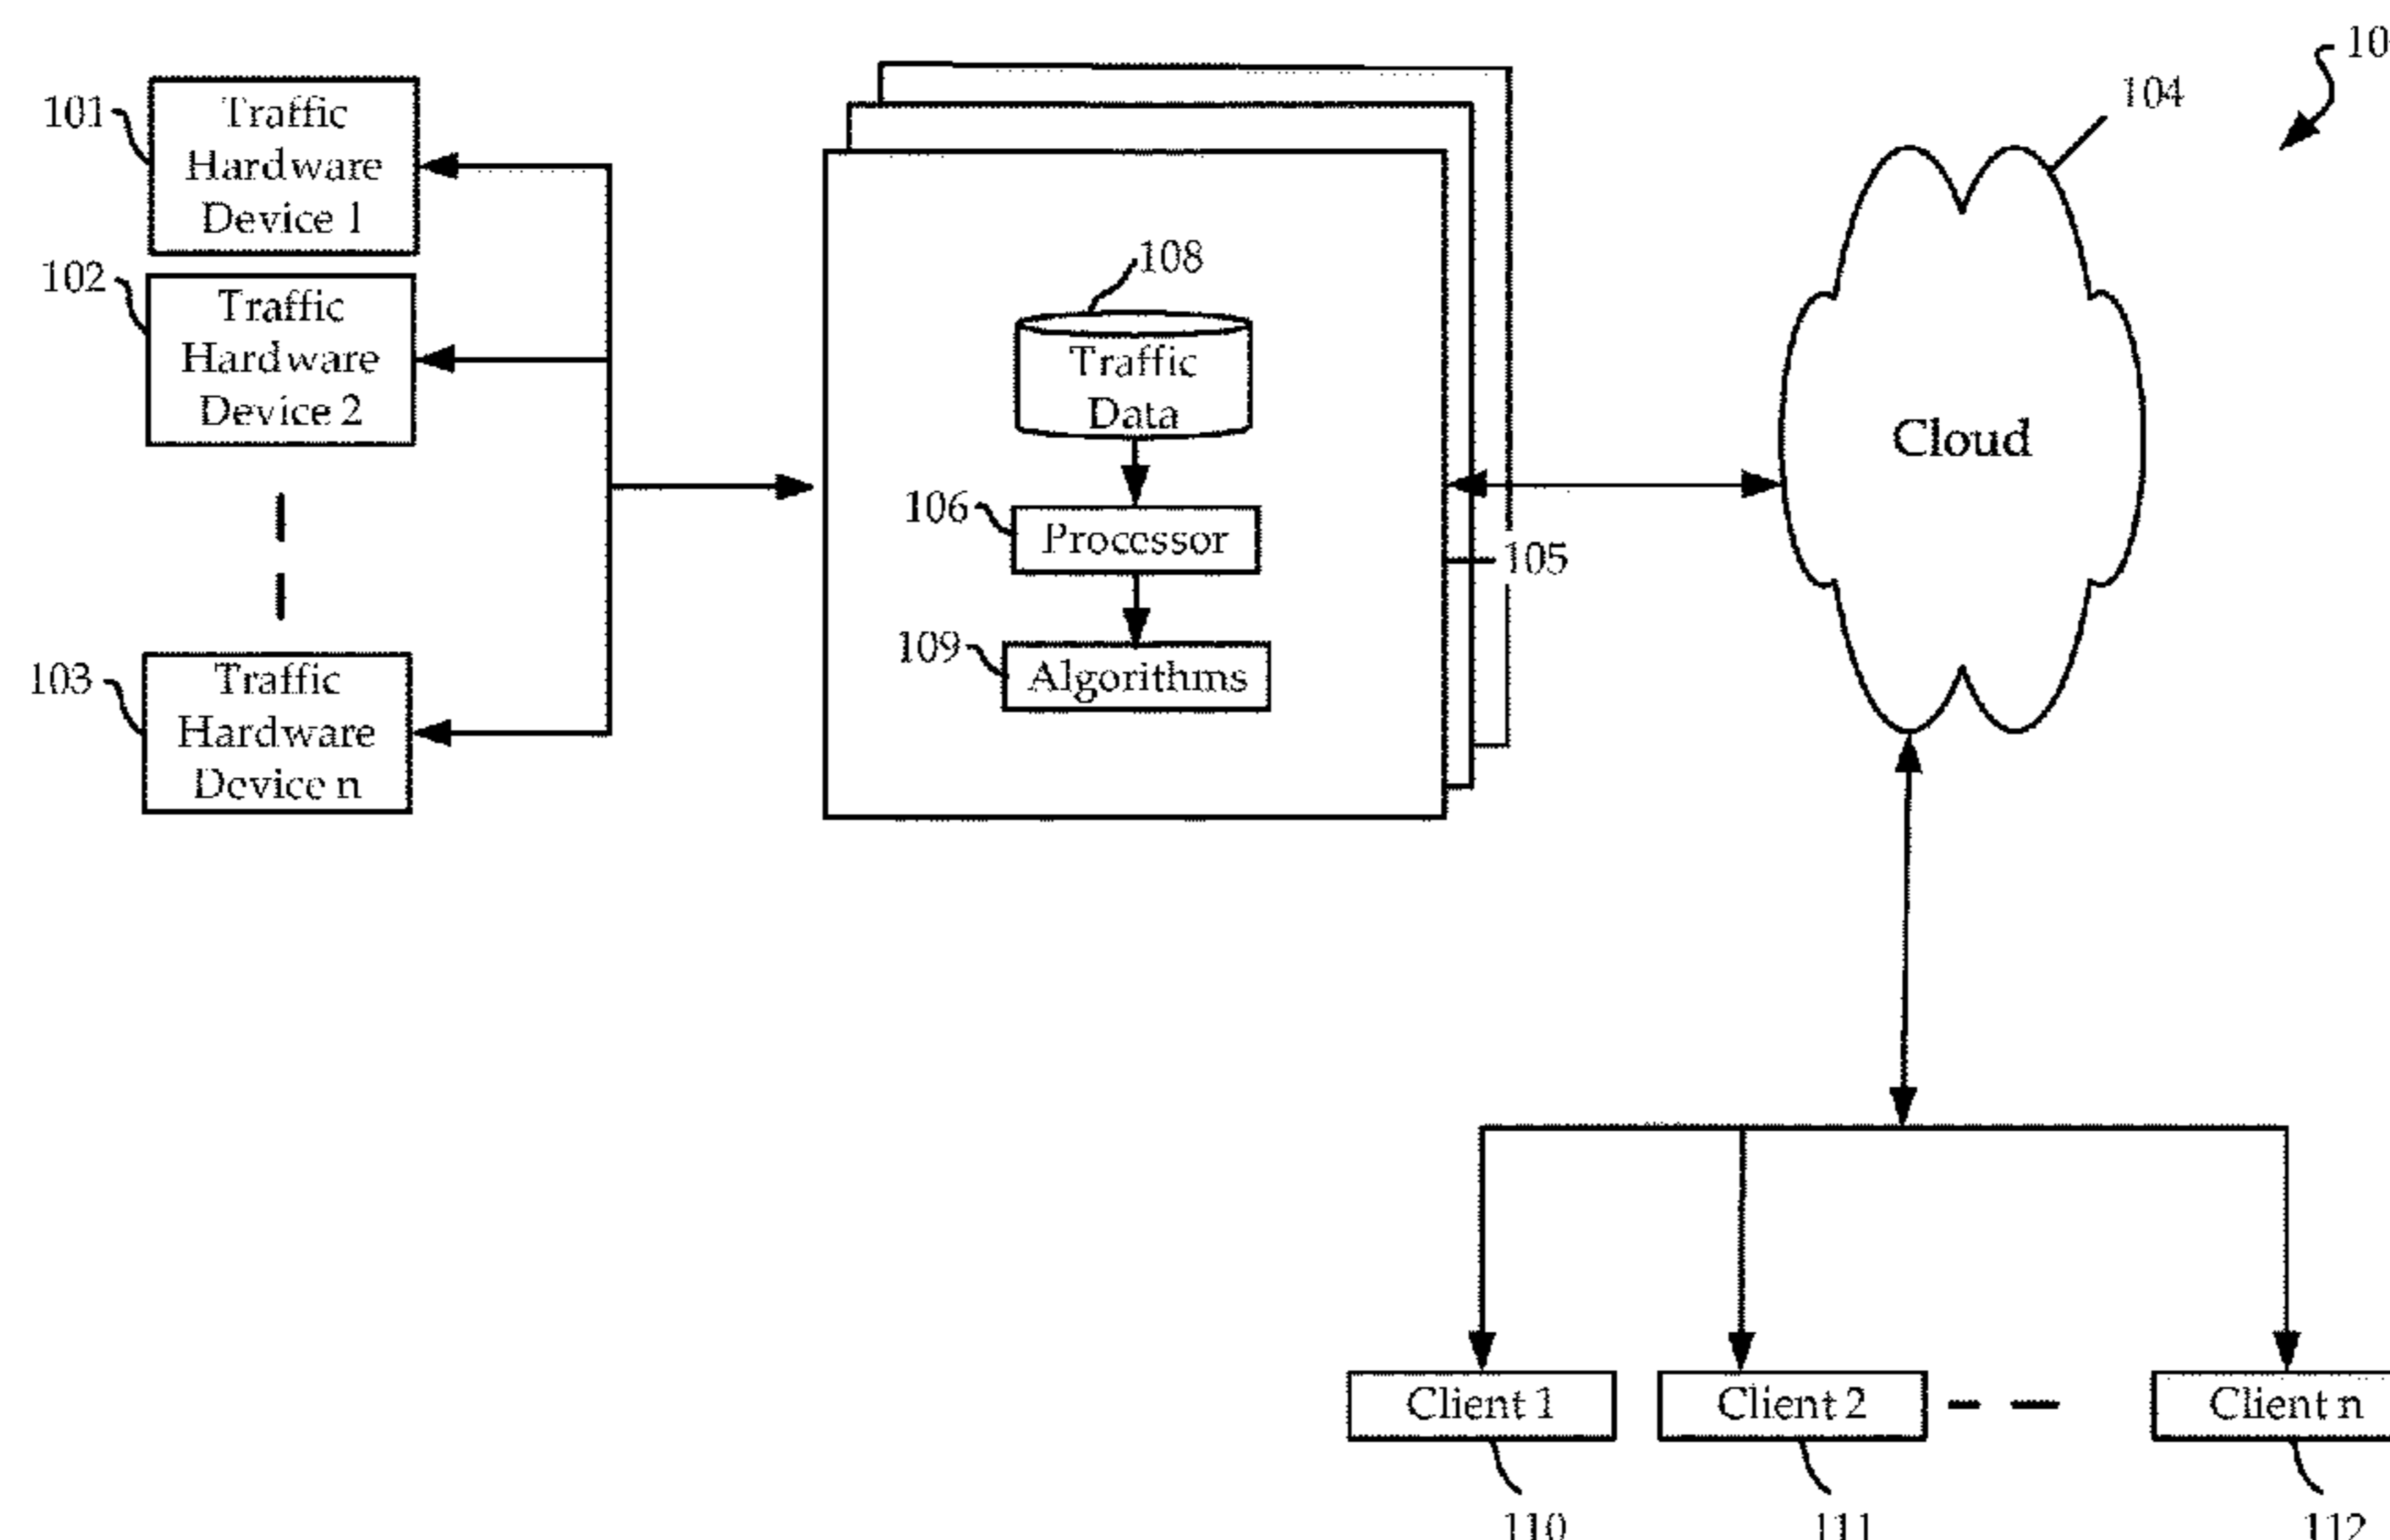 10
104
101
Traffic
Hardware
Device 1
102
Traffic
Hardware
Device 2
103
Traffic
Hardware
Device n
108
Traffic
Data
106
Processor
109
Algorithms
105
Cloud
Client 1
Client 2
Client n
110
111
112